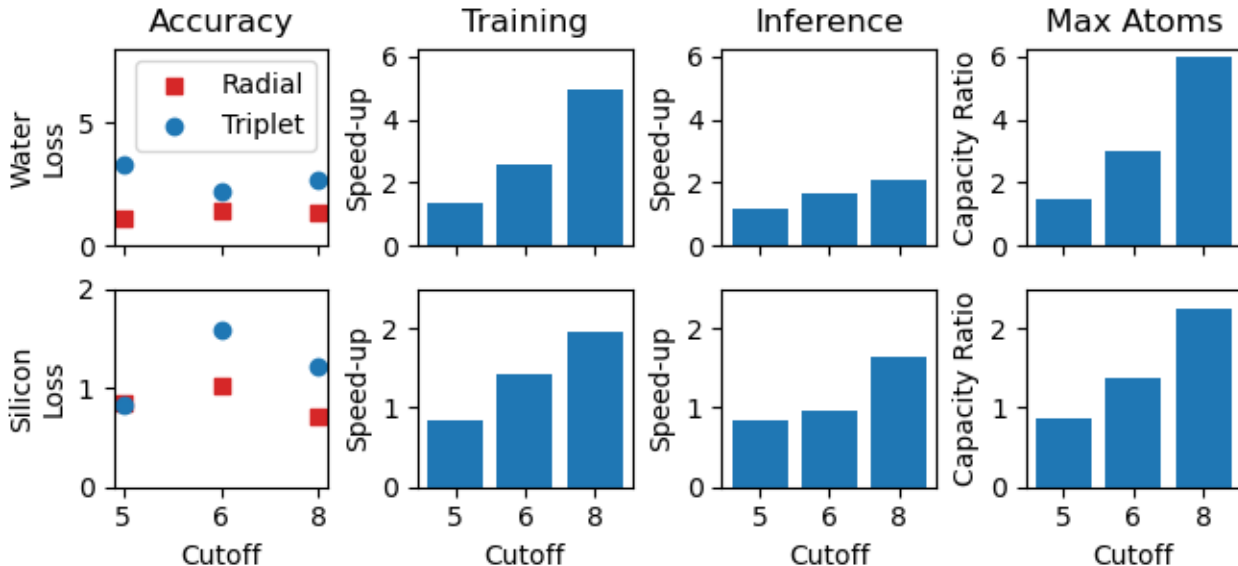 Accuracy Training Inference Max Atoms
Water
Loss
5
0
Radial
Triplet
Speed-up
6
4
2
0
Speed-up
6
4
2
0
Capacity Ratio
6
4
2
0
Silicon
Loss
2
1
0
5 6 8
Cutoff
Speed-up
2
1
0
5 6 8
Cutoff
Speed-up
2
1
0
5 6 8
Cutoff
Capacity Ratio
2
1
0
5 6 8
Cutoff